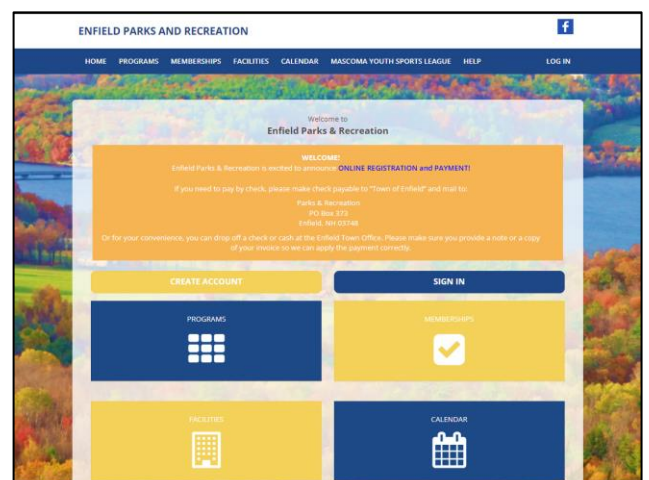 ENFIELD PARKS AND RECREATION
f
HOME PROGRAMS MEMBERSHIPS FACILITIES CALENDAR MASCOMA YOUTH SPORTS LEAGUE HELP LOG IN
Welcome to
Enfield Parks & Recreation
WELCOME!
Enfield Parks & Recreation is excited to announce ONLINE REGISTRATION and PAYMENT!
If you need to pay by check, please make check payable to "Town of Enfield" and mail to:
Parks & Recreation
PO Box 373
Enfield, NH 03748
Or for your convenience, you can drop off a check or cash at the Enfield Town Office. Please make sure you provide a note or a copy
of your invoice so we can apply the payment correctly.
CREATE ACCOUNT SIGN IN
PROGRAMS MEMBERSHIPS
FACILITIES CALENDAR